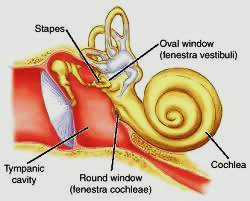 Stapes
Oval window
(fenestra vestibuli)
Tympanic
cavity
Round window
(fenestra cochleae)
Cochlea